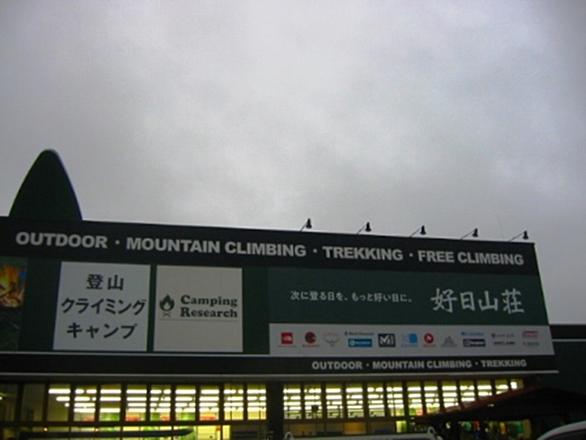 OUTDOOR・MOUNTAIN CLIMBING・TREKKING・FREE CLIMBING
登山
クライミング
キャンプ
Camping
Research
次に登る日を、もっと好い日に。
好日山荘
OUTDOOR・MOUNTAIN CLIMBING・TREKKING